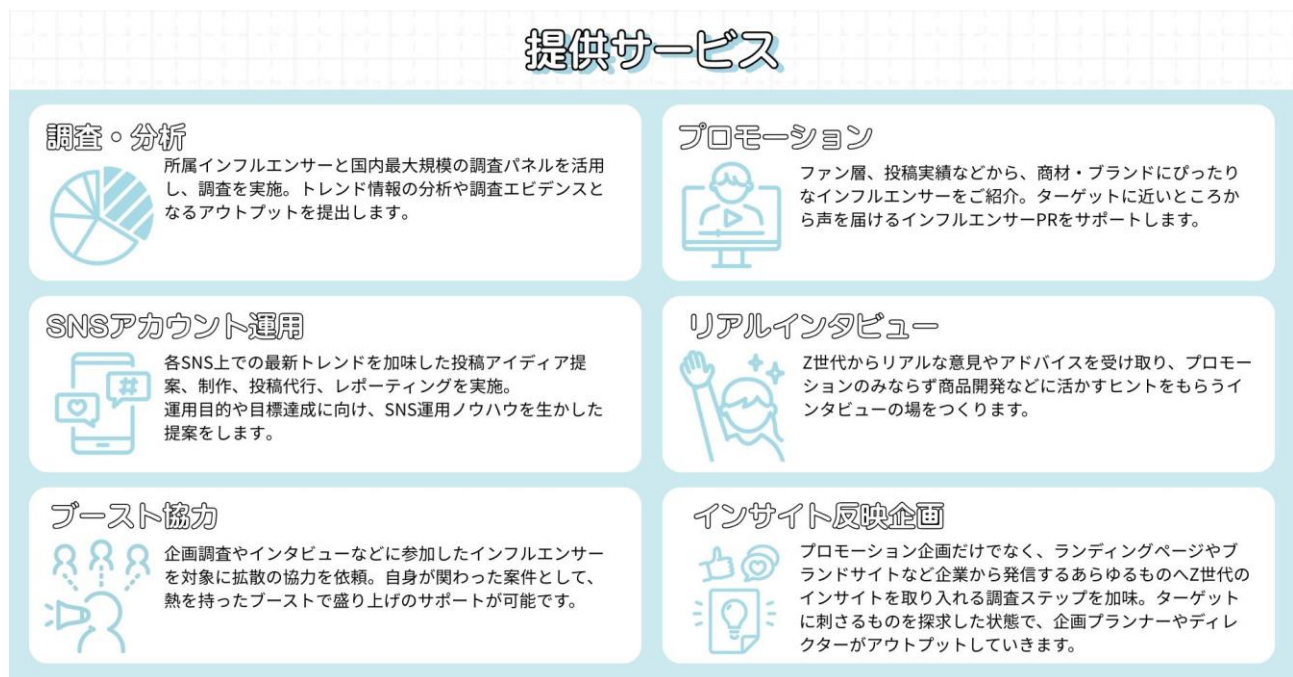 提供サービス
調査・分析
所属インフルエンサーと国内最大規模の調査パネルを活用
し、調査を実施。トレンド情報の分析や調査エビデンスと
なるアウトプットを提出します。
プロモーション
ファン層、投稿実績などから、商材・ブランドにぴったり
なインフルエンサーをご紹介。ターゲットに近いところか
ら声を届けるインフルエンサーPRをサポートします。
SNSアカウント運用
各SNS上での最新トレンドを加味した投稿アイディア提
案、制作、投稿代行、レポーティングを実施。
運用目的や目標達成に向け、SNS運用ノウハウを生かした
提案をします。
リアルインタビュー
Z世代からリアルな意見やアドバイスを受け取り、プロモー
ションのみならず商品開発などに活かすヒントをもらうイ
ンタビューの場をつくります。
ブースト協力
企画調査やインタビューなどに参加したインフルエンサー
を対象に拡散の協力を依頼。自身が関わった案件として、
熱を持ったブーストで盛り上げのサポートが可能です。
インサイト反映企画
プロモーション企画だけでなく、ランディングページやブ
ランドサイトなど企業から発信するあらゆるものへZ世代の
インサイトを取り入れる調査ステップを加味。ターゲット
に刺さるものを探求した状態で、企画プランナーやディレ
クターがアウトプットしていきます。